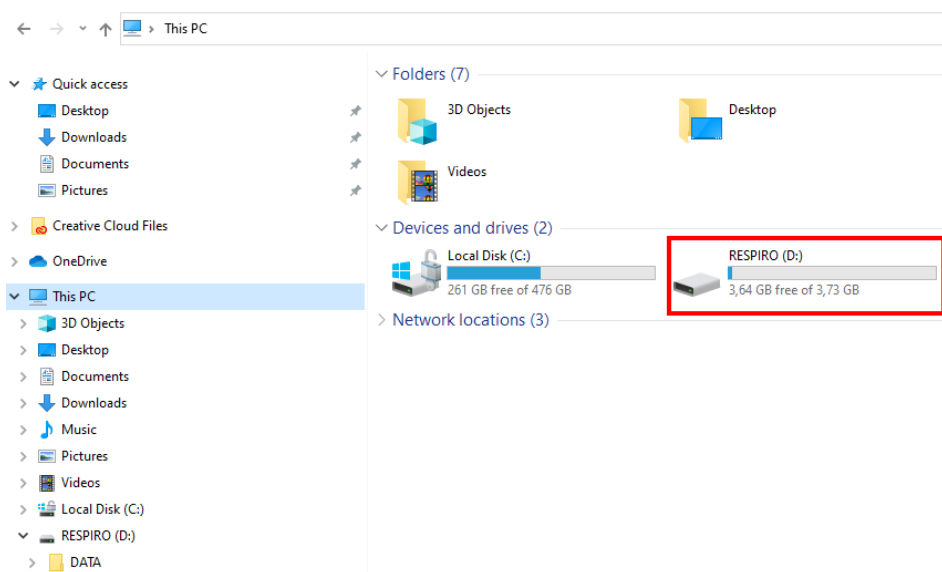 This PC
Quick access
Desktop
Downloads
Documents
Pictures
Creative Cloud Files
OneDrive
This PC
3D Objects
Desktop
Documents
Downloads
Music
Pictures
Videos
Local Disk (C:)
RESPIRO (D:)
DATA
Folders (7)
3D Objects
Desktop
Videos
Devices and drives (2)
Local Disk (C:)
261 GB free of 476 GB
RESPIRO (D:)
3,64 GB free of 3,73 GB
Network locations (3)